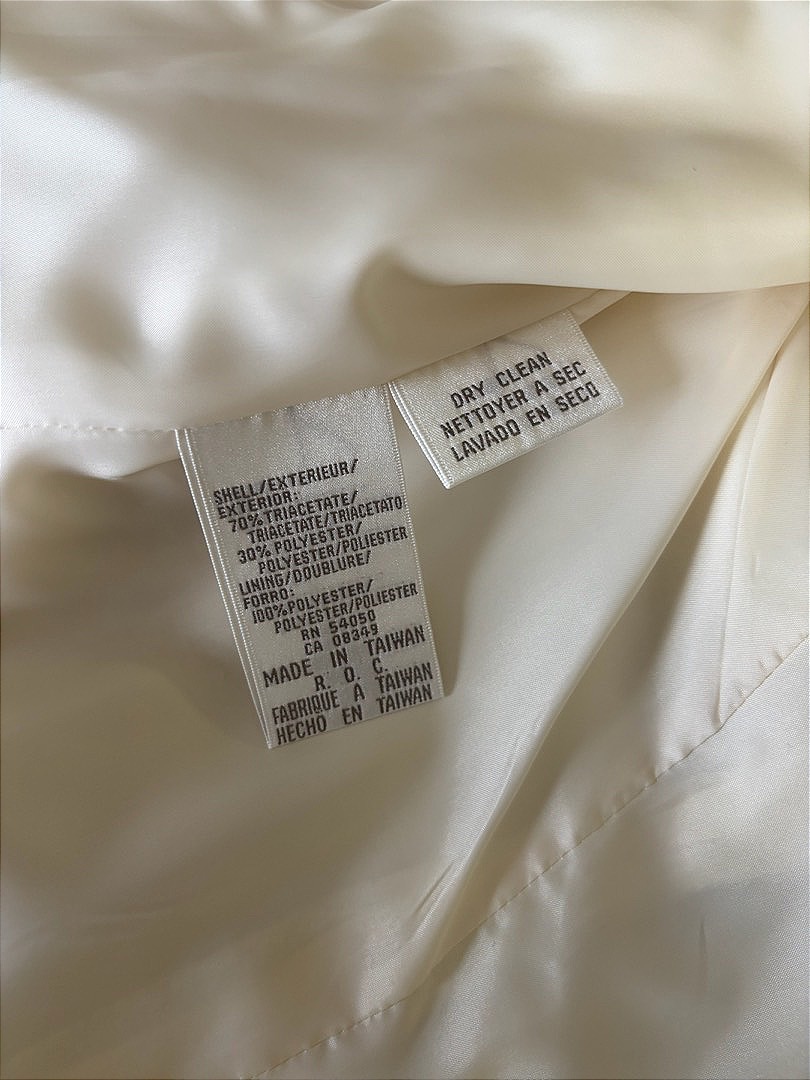 DRY CLEAN
NETTOYER A SEC
LAVADO EN SECO
SHELL/EXTERIEUR/
EXTERIOR:
70% TRIACETATE/
TRIACETATE/TRIACETATO
30% POLYESTER/
POLYESTER/POLIESTER
LINING/DOUBLURE/
FORRO:
100%POLYESTER/
POLYESTER/POLIESTER
RN 54050
CA 08349
MADE IN TAIWAN
R. O. C.
FABRIQUE A TAIWAN
HECHO EN TAIWAN